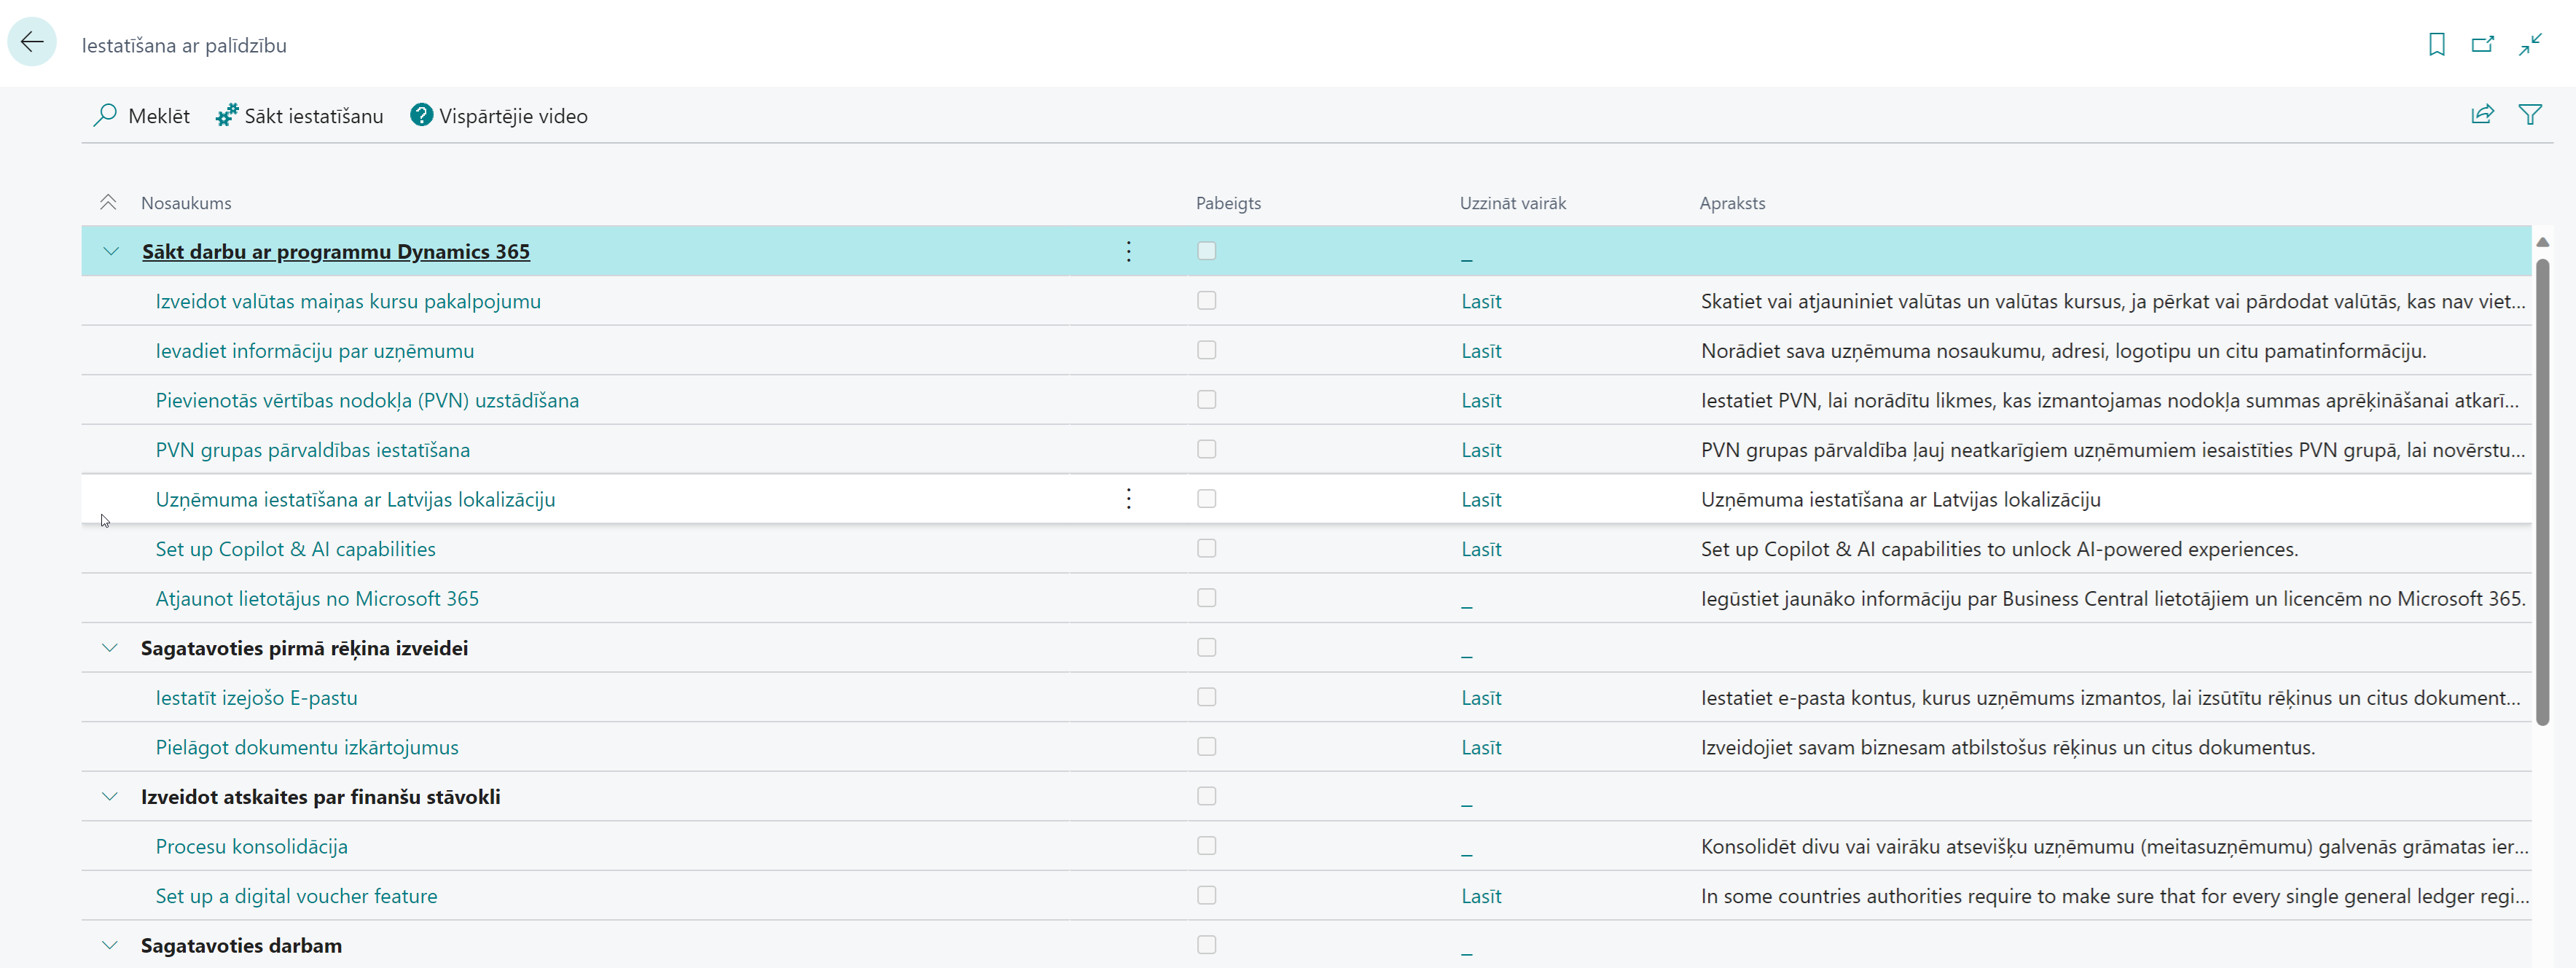 Iestatīšana ar palīdzību
Meklēt Sākt iestatīšanu Vispārtējie video
Nosaukums Pabeigts Uzzināt vairāk Apraksts
Sākt darbu ar programmu Dynamics 365 _
Izveidot valūtas maiņas kursu pakalpojumu Lasīt Skatiet vai atjauniniet valūtas un valūtas kursus, ja pērkat vai pārdodat valūtās, kas nav viet...
Ievadiet informāciju par uzņēmumu Lasīt Norādiet sava uzņēmuma nosaukumu, adresi, logotipu un citu pamatinformāciju.
Pievienotās vērtības nodokļa (PVN) uzstādīšana Lasīt Iestatiet PVN, lai norādītu likmes, kas izmantojamas nodokļa summas aprēķināšanai atkarī...
PVN grupas pārvaldības iestatīšana Lasīt PVN grupas pārvaldība ļauj neatkarīgiem uzņēmumiem iesaistīties PVN grupā, lai novērstu...
Uzņēmuma iestatīšana ar Latvijas lokalizāciju Lasīt Uzņēmuma iestatīšana ar Latvijas lokalizāciju
Set up Copilot & AI capabilities Lasīt Set up Copilot & AI capabilities to unlock AI-powered experiences.
Atjaunot lietotājus no Microsoft 365 _ Iegūstiet jaunāko informāciju par Business Central lietotājiem un licencēm no Microsoft 365.
Sagatavoties pirmā rēķina izveidei _
Iestatīt izejošo E-pastu Lasīt Iestatiet e-pasta kontus, kurus uzņēmums izmantos, lai izsūtītu rēķinus un citus dokument...
Pielāgot dokumentu izkārtojumus Lasīt Izveidojiet savam biznesam atbilstošus rēķinus un citus dokumentus.
Izveidot atskaites par finanšu stāvokli _
Procesu konsolidācija _ Konsolidēt divu vai vairāku atsevišķu uzņēmumu (meitasuzņēmumu) galvenās grāmatas ier...
Set up a digital voucher feature Lasīt In some countries authorities require to make sure that for every single general ledger regi...
Sagatavoties darbam _